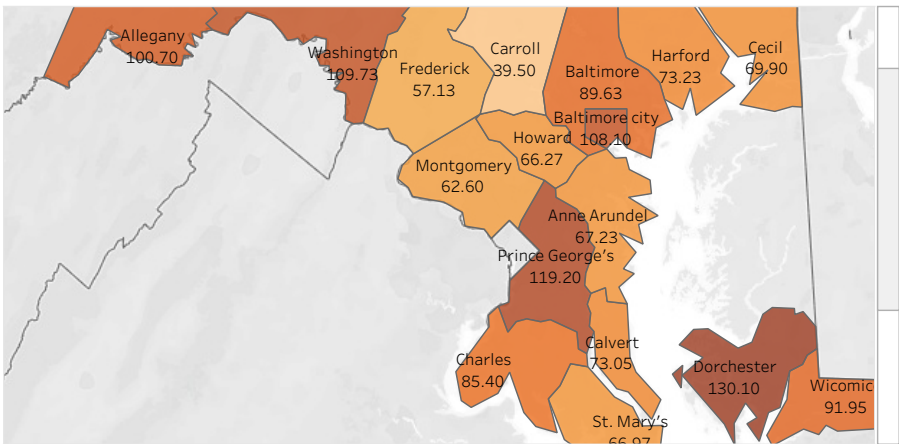 Allegany
100.70
Washington
109.73
Frederick
57.13
Carroll
39.50
Baltimore
89.63
Harford
73.23
Cecil
69.90
Baltimore city
108.10
Howard
66.27
Montgomery
62.60
Anne Arundel
67.23
Prince George's
119.20
Charles
85.40
Calvert
73.05
Dorchester
130.10
Wicomic
91.95
St. Mary's
66.97